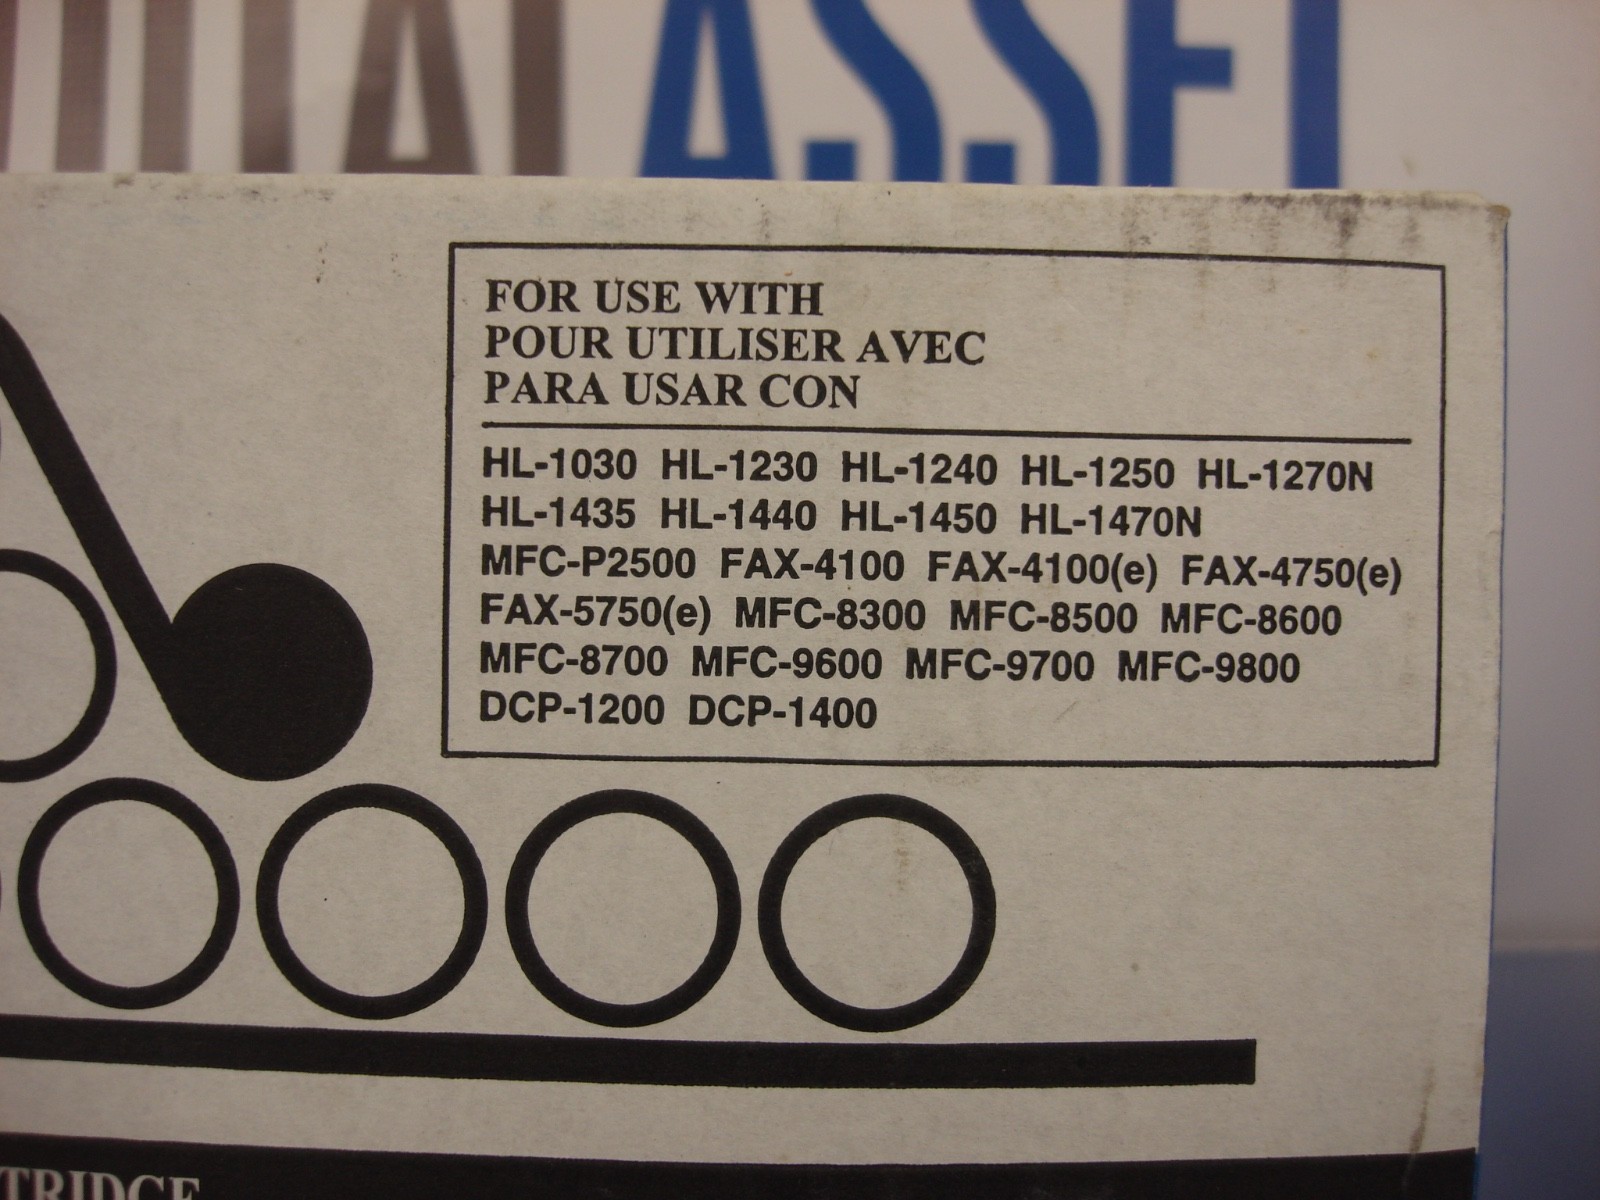 ASSET
FOR USE WITH
POUR UTILISER AVEC
PARA USAR CON
HL-1030 HL-1230 HL-1240 HL-1250 HL-1270N
HL-1435 HL-1440 HL-1450 HL-1470N
MFC-P2500 FAX-4100 FAX-4100(e) FAX-4750(e)
FAX-5750(e) MFC-8300 MFC-8500 MFC-8600
MFC-8700 MFC-9600 MFC-9700 MFC-9800
DCP-1200 DCP-1400
TRIDGE